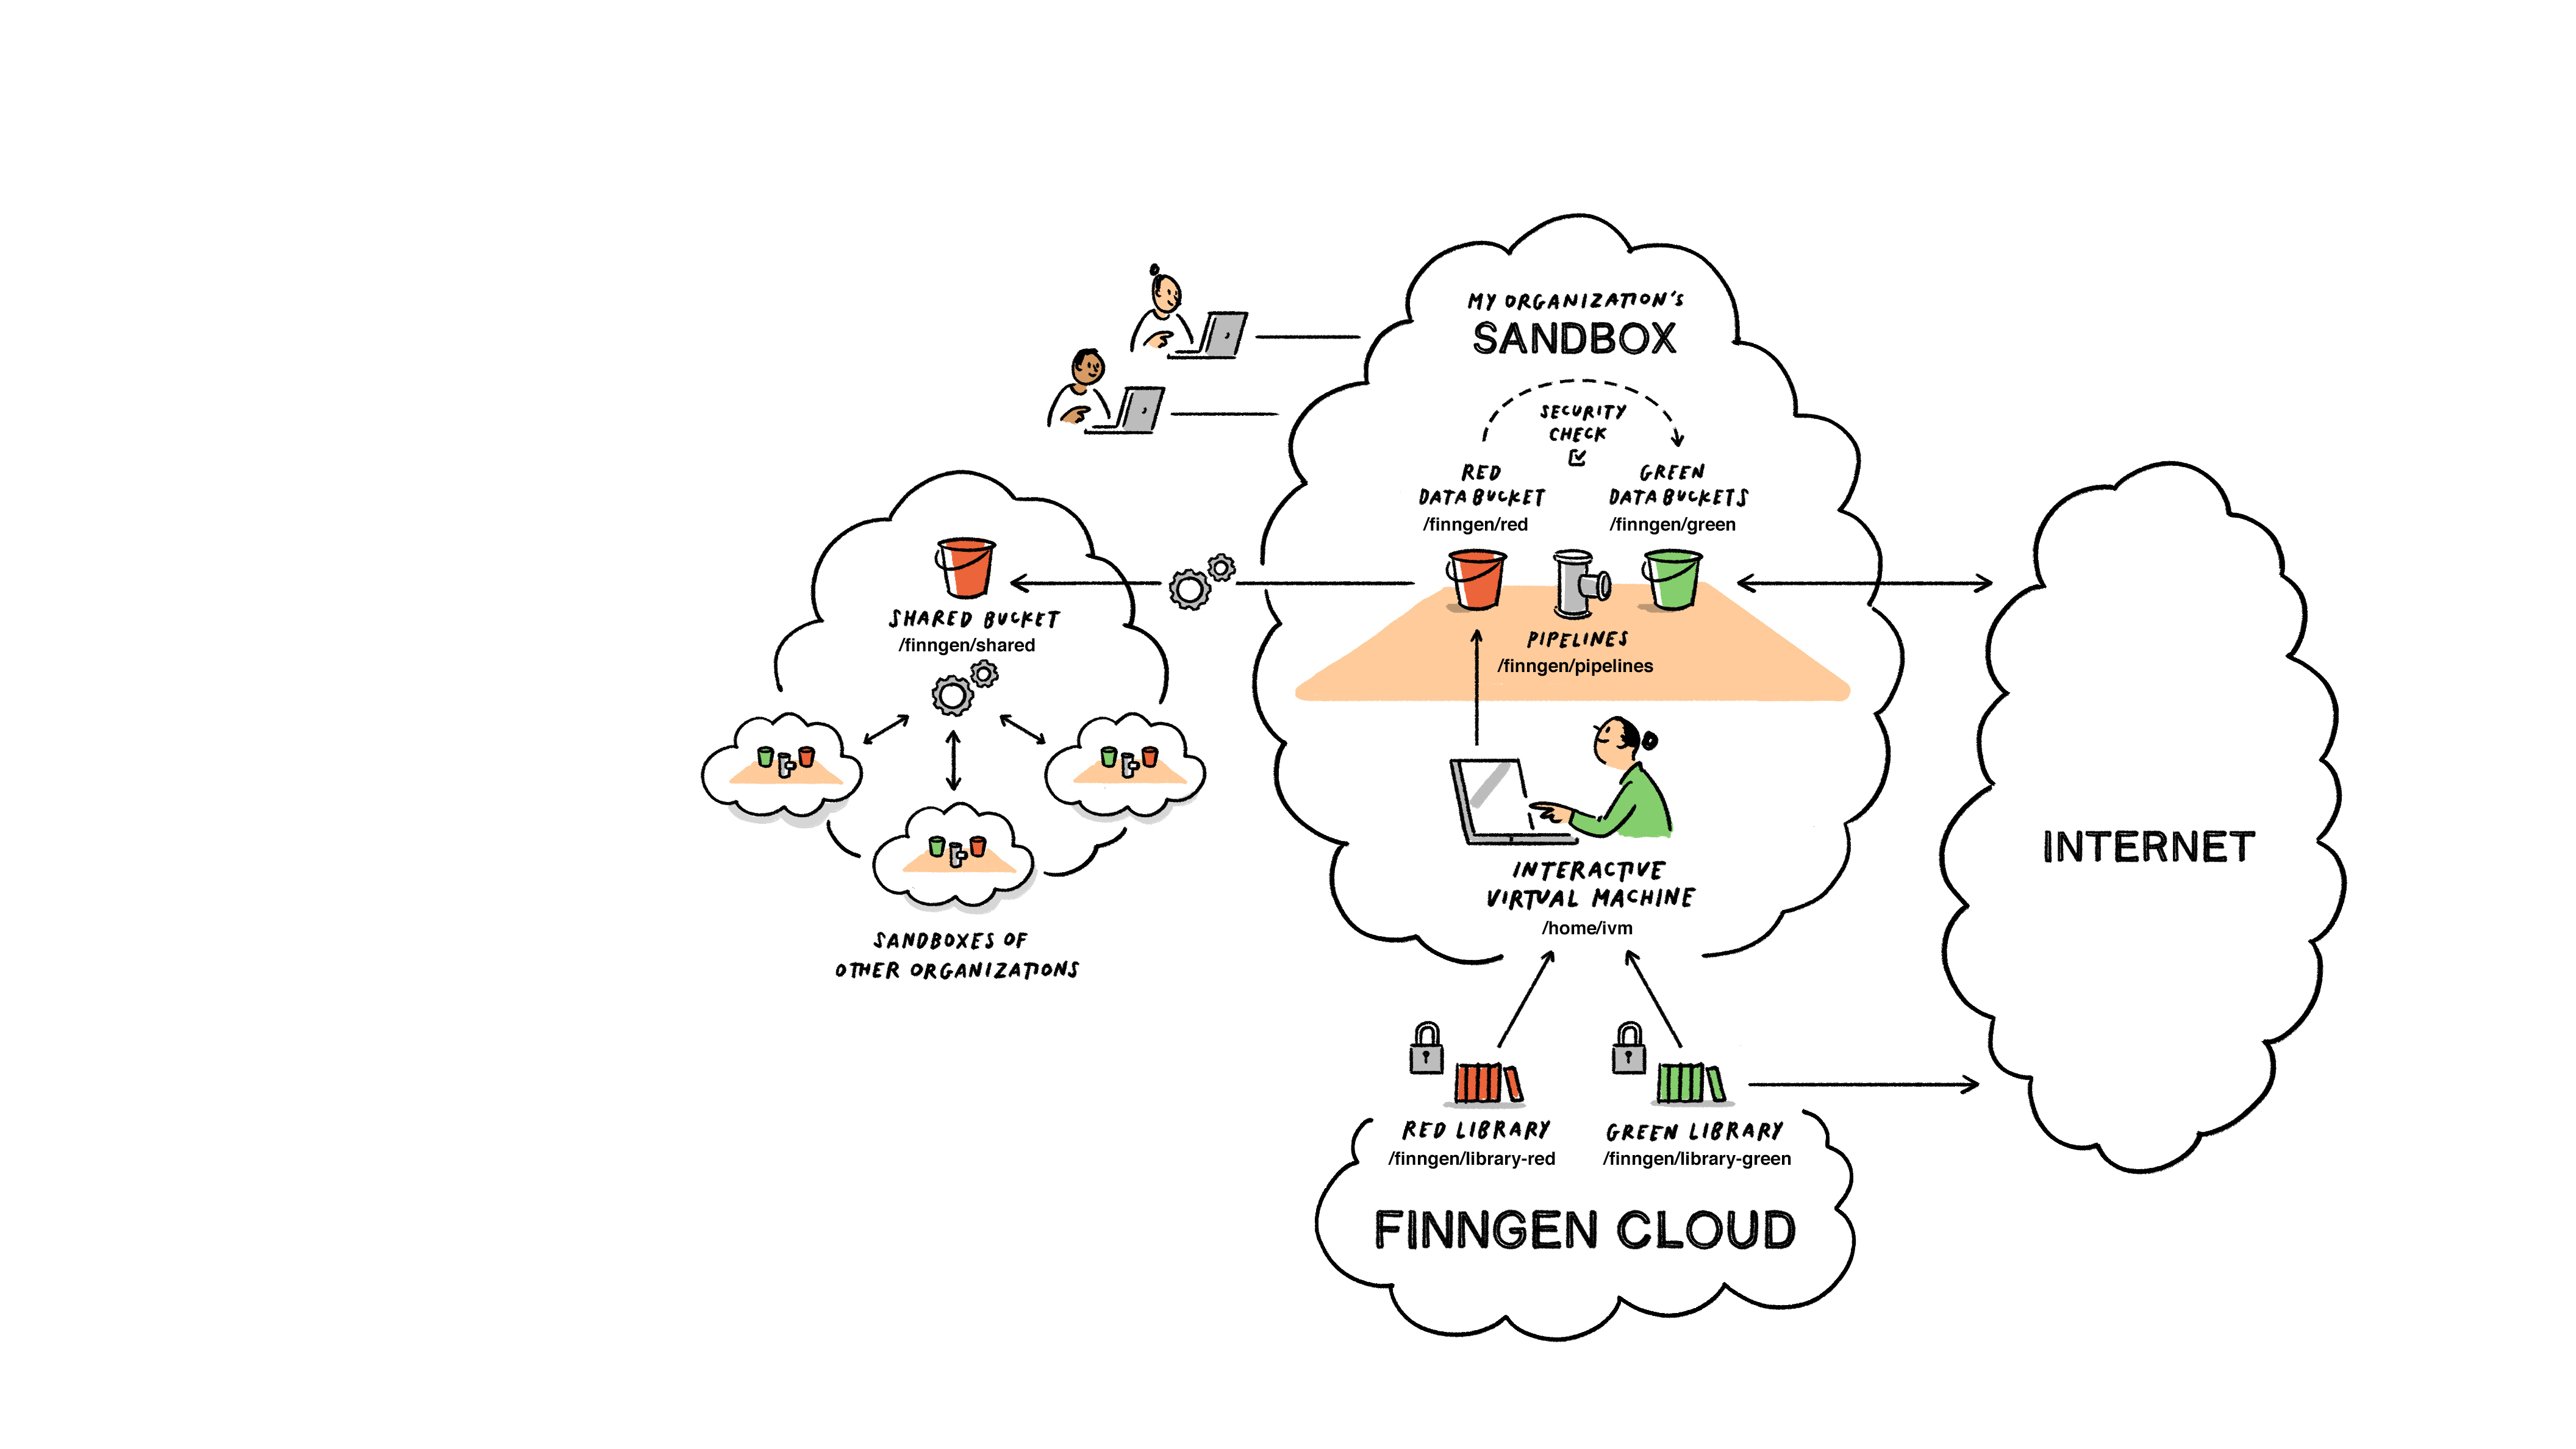 MY ORGANIZATION'S
SANDBOX
SECURITY
CHECK
RED
DATA BUCKET
/finngen/red
GREEN
DATA BUCKETS
/finngen/green
PIPELINES
/finngen/pipelines
SHARED BUCKET
/finngen/shared
SANDBOXES OF
OTHER ORGANIZATIONS
INTERACTIVE
VIRTUAL MACHINE
/home/ivm
INTERNET
RED LIBRARY
/finngen/library-red
GREEN LIBRARY
/finngen/library-green
FINNGEN CLOUD